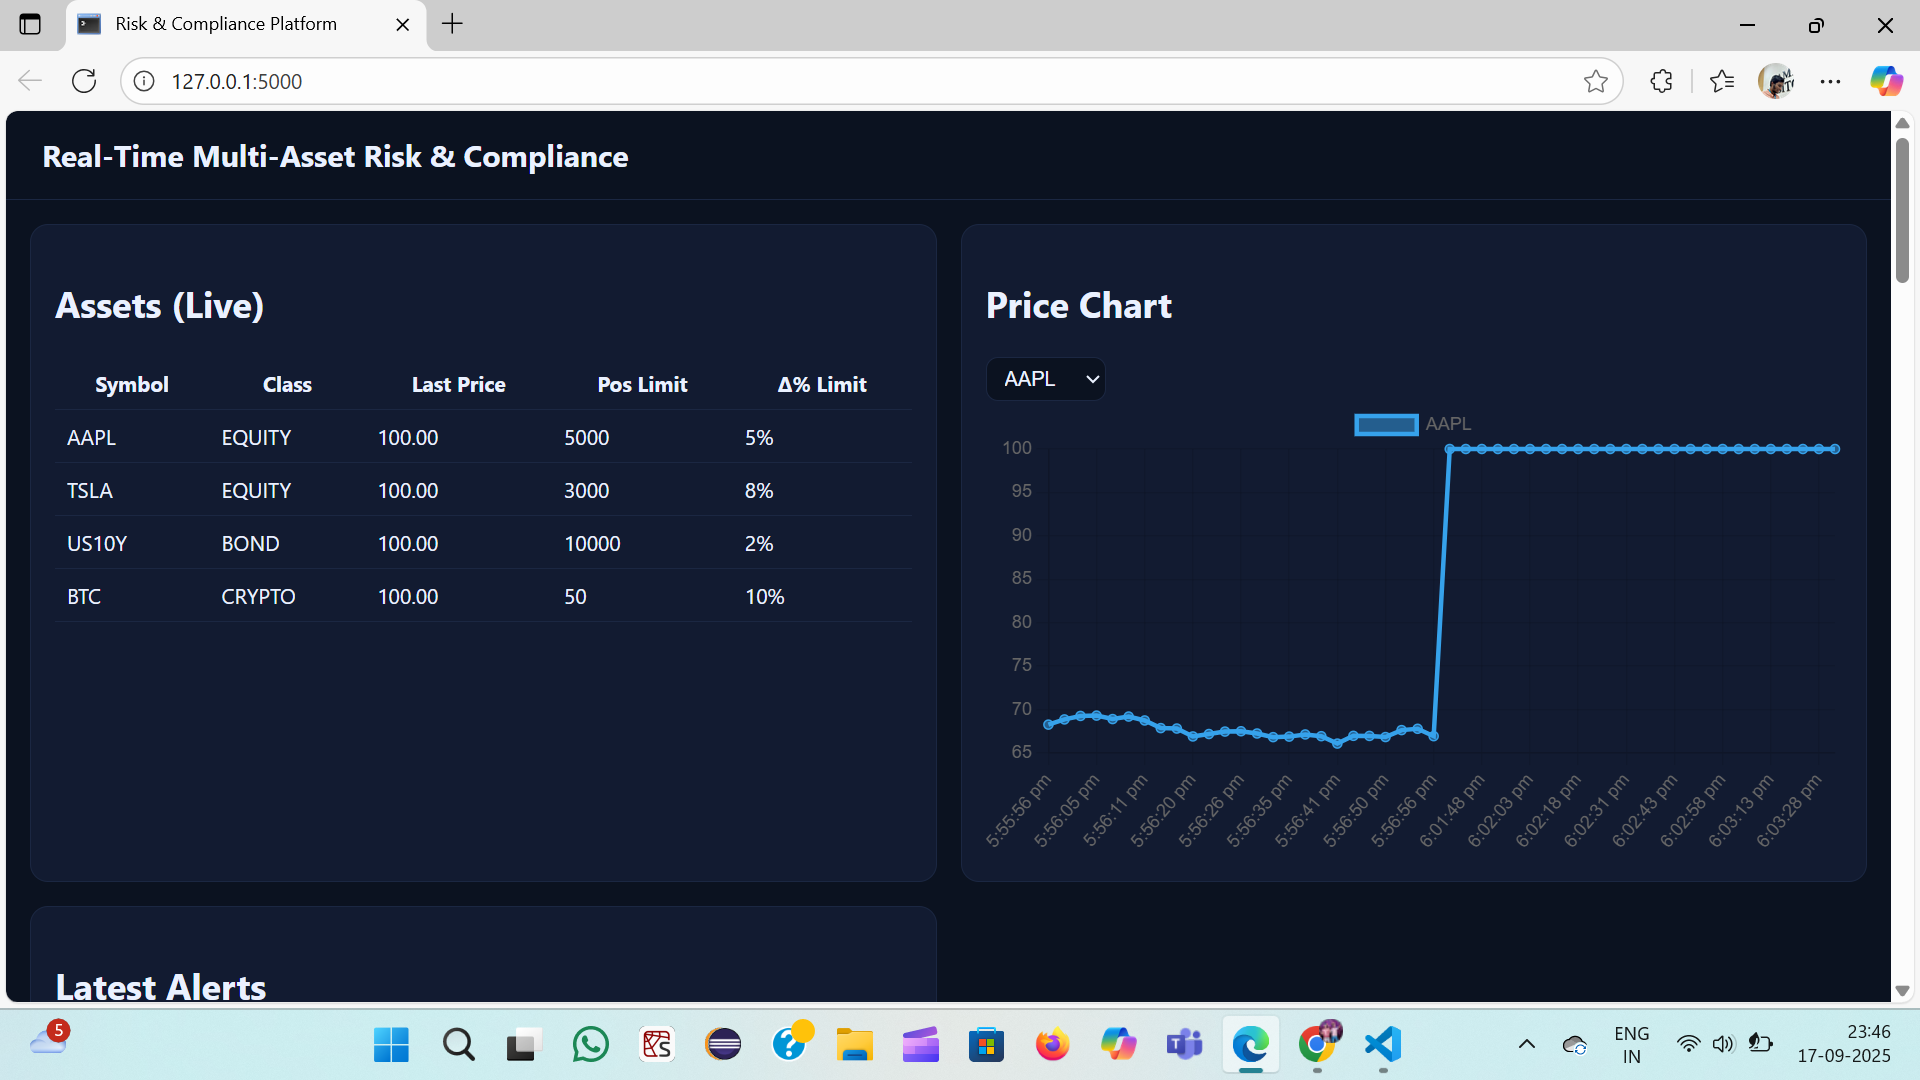 Risk & Compliance Platform
127.0.0.1:5000
Real-Time Multi-Asset Risk & Compliance
Assets (Live)
Symbol Class Last Price Pos Limit Δ% Limit
AAPL EQUITY 100.00 5000 5%
TSLA EQUITY 100.00 3000 8%
US10Y BOND 100.00 10000 2%
BTC CRYPTO 100.00 50 10%
Price Chart
AAPL
AAPL
100
95
90
85
80
75
70
65
5:55:56 pm
5:56:05 pm
5:56:11 pm
5:56:20 pm
5:56:26 pm
5:56:35 pm
5:56:41 pm
5:56:50 pm
5:56:56 pm
6:01:48 pm
6:02:03 pm
6:02:18 pm
6:02:31 pm
6:02:43 pm
6:02:58 pm
6:03:13 pm
6:03:28 pm
Latest Alerts
5
ENG
IN
23:46
17-09-2025